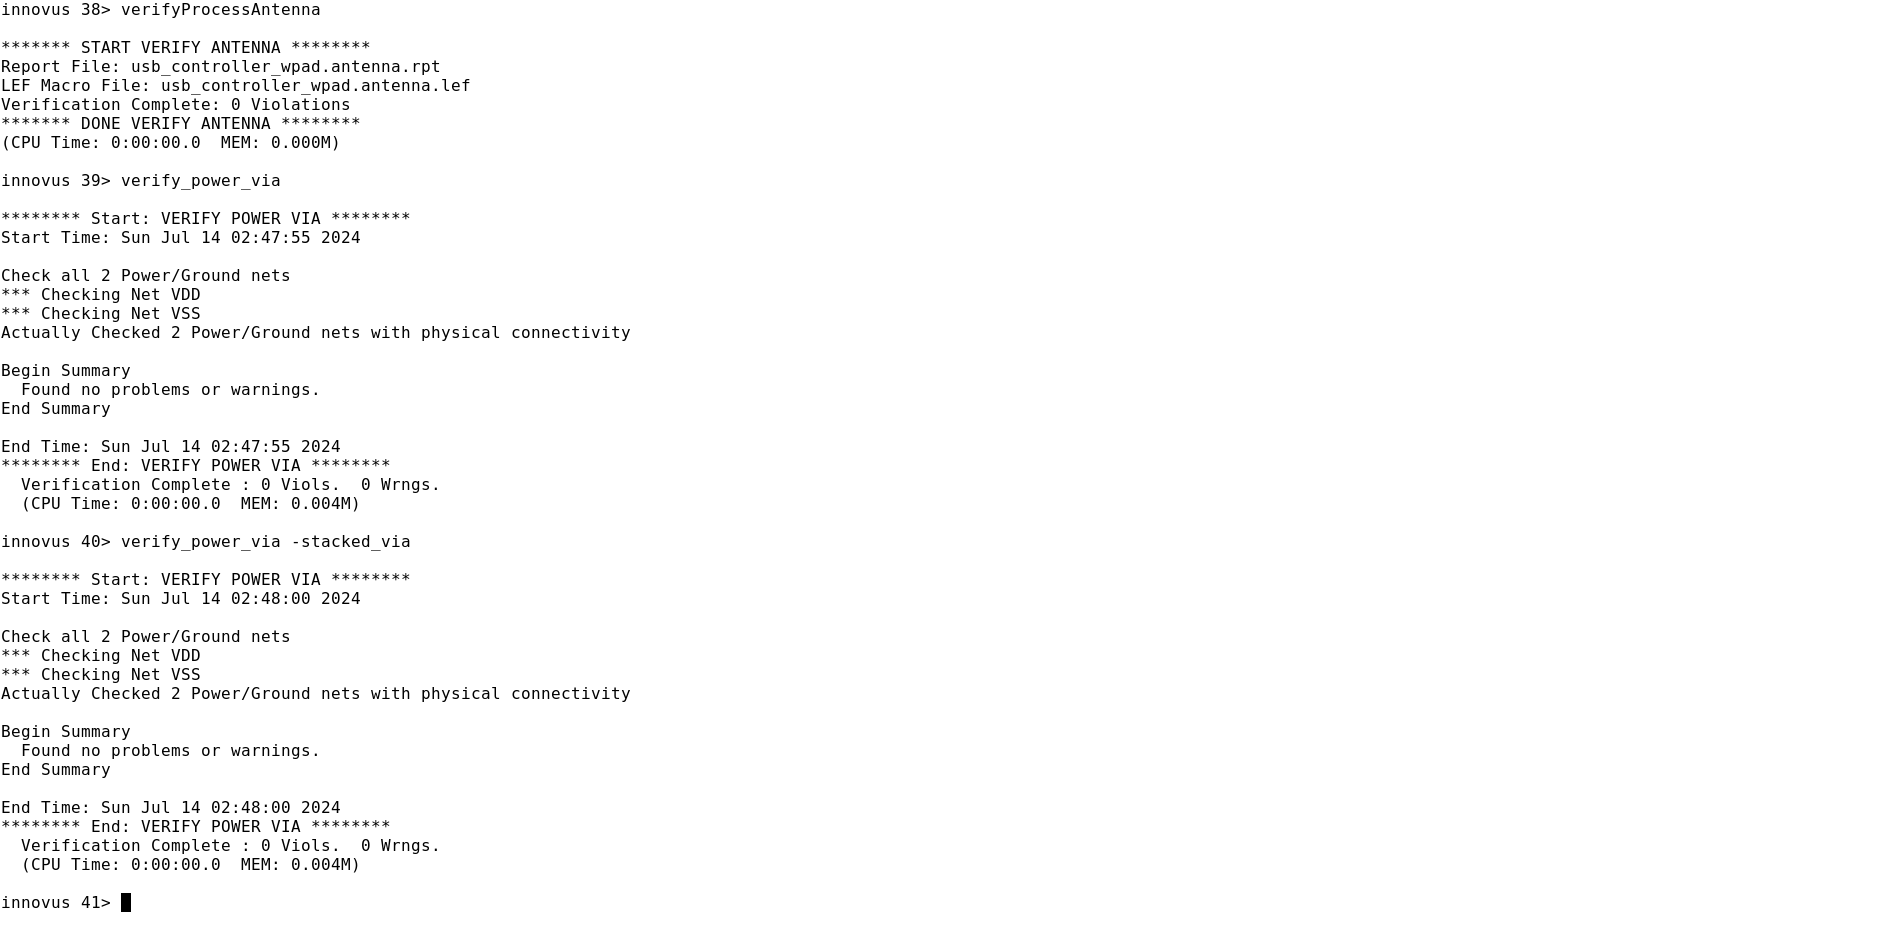 innovus 38> verifyProcessAntenna
******* START VERIFY ANTENNA ********
Report File: usb_controller_wpad.antenna.rpt
LEF Macro File: usb_controller_wpad.antenna.lef
Verification Complete: 0 Violations
******* DONE VERIFY ANTENNA ********
(CPU Time: 0:00:00.0  MEM: 0.000M)
innovus 39> verify_power_via
******** Start: VERIFY POWER VIA ********
Start Time: Sun Jul 14 02:47:55 2024
Check all 2 Power/Ground nets
*** Checking Net VDD
*** Checking Net VSS
Actually Checked 2 Power/Ground nets with physical connectivity
Begin Summary
  Found no problems or warnings.
End Summary
End Time: Sun Jul 14 02:47:55 2024
******** End: VERIFY POWER VIA ********
  Verification Complete : 0 Viols.  0 Wrngs.
  (CPU Time: 0:00:00.0  MEM: 0.004M)
innovus 40> verify_power_via -stacked_via
******** Start: VERIFY POWER VIA ********
Start Time: Sun Jul 14 02:48:00 2024
Check all 2 Power/Ground nets
*** Checking Net VDD
*** Checking Net VSS
Actually Checked 2 Power/Ground nets with physical connectivity
Begin Summary
  Found no problems or warnings.
End Summary
End Time: Sun Jul 14 02:48:00 2024
******** End: VERIFY POWER VIA ********
  Verification Complete : 0 Viols.  0 Wrngs.
  (CPU Time: 0:00:00.0  MEM: 0.004M)
innovus 41>